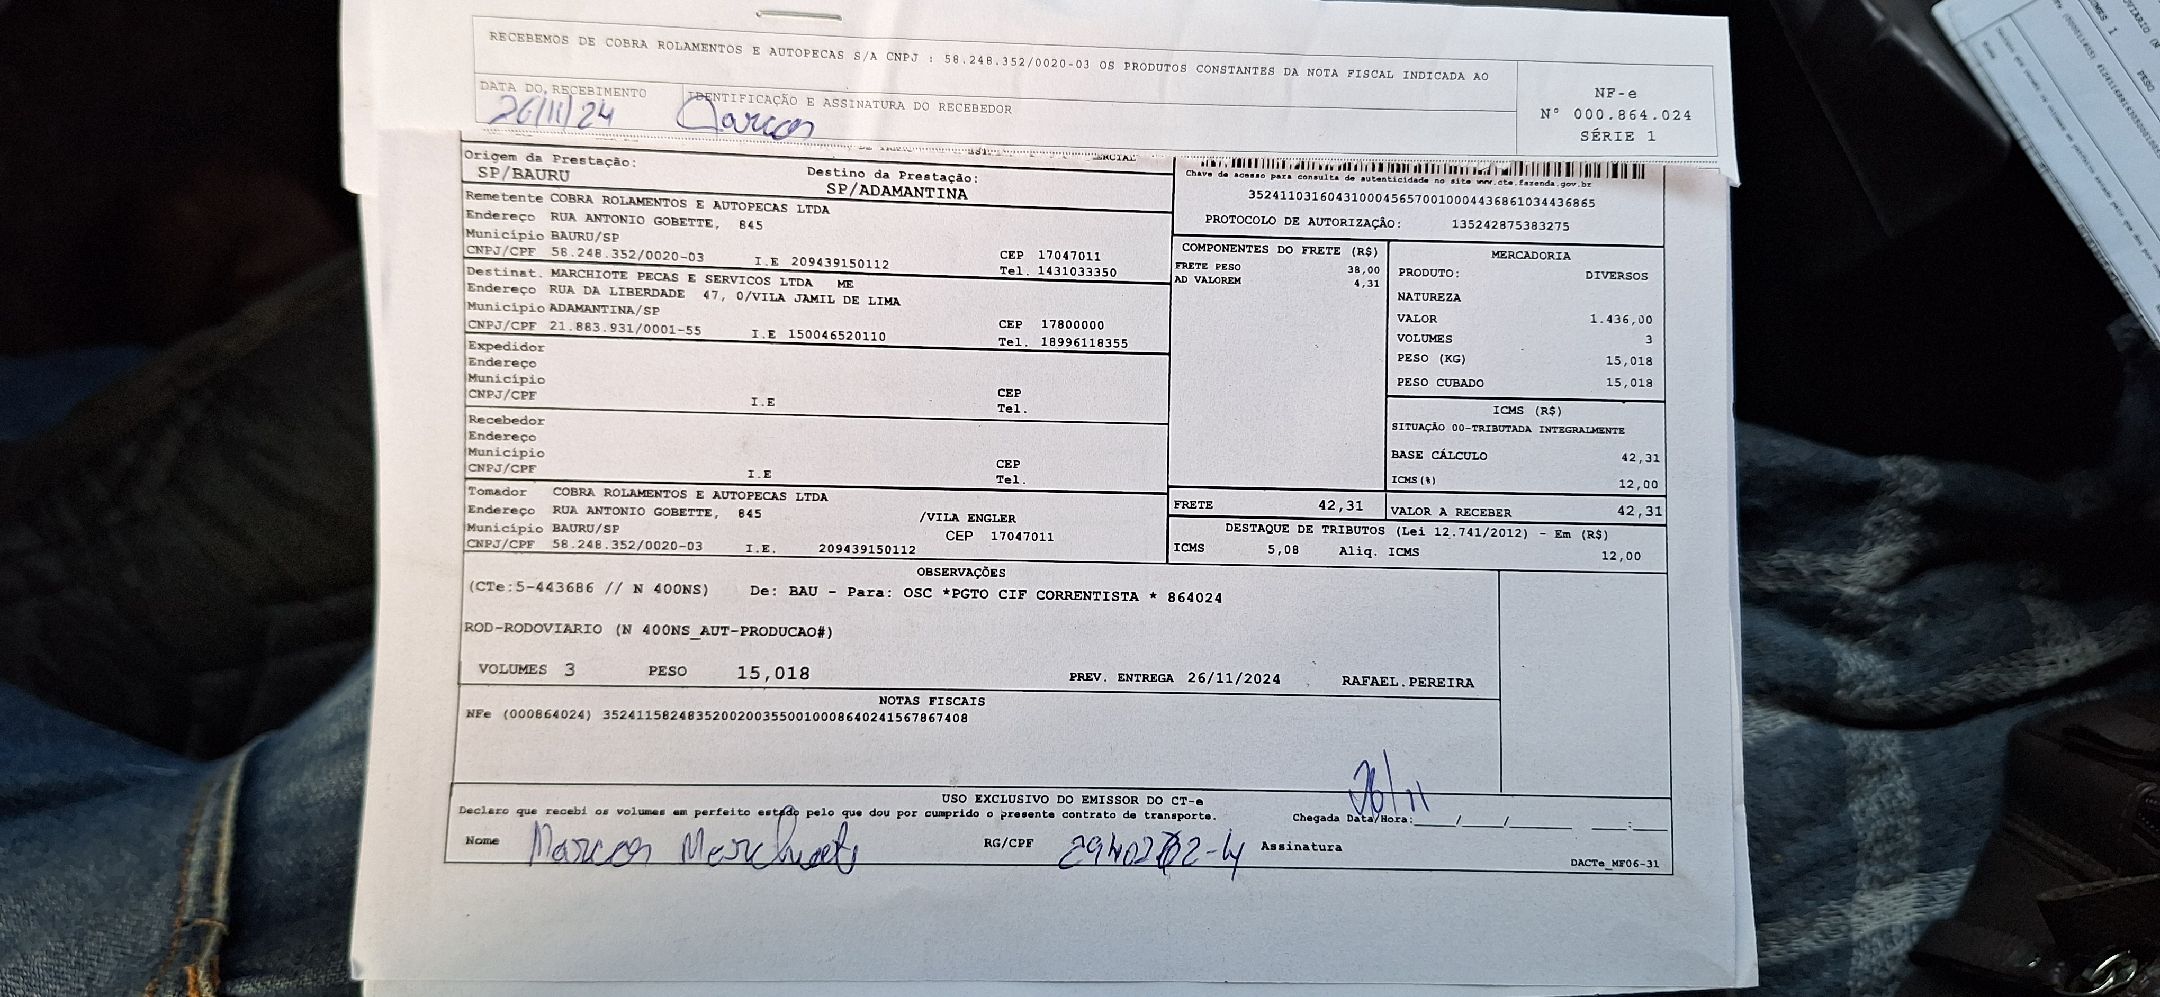 RECEBEMOS DE COBRA ROLAMENTOS E AUTOPECAS S/A CNPJ : 58.248.352/0020-03 OS PRODUTOS CONSTANTES DA NOTA FISCAL INDICADA AO
DATA DO RECEBIMENTO IDENTIFICAÇÃO E ASSINATURA DO RECEBEDOR
26/11/24 Marcos
NF-e
N° 000.864.024
SÉRIE 1
Origem da Prestação:
SP/BAURU
Destino da Prestação:
SP/ADAMANTINA
Chave de acesso para consulta de autenticidade no site www.cte.fazenda.gov.br
35241103160431000456570010004436861034436865
PROTOCOLO DE AUTORIZAÇÃO: 135242875383275
Remetente COBRA ROLAMENTOS E AUTOPECAS LTDA
Endereço RUA ANTONIO GOBETTE, 845
Município BAURU/SP
CEP 17047011
CNPJ/CPF 58.248.352/0020-03 I.E 209439150112 Tel. 1431033350
Destinat. MARCHIOTE PECAS E SERVICOS LTDA ME
Endereço RUA DA LIBERDADE 47, 0/VILA JAMIL DE LIMA
Município ADAMANTINA/SP
CEP 17800000
CNPJ/CPF 21.883.931/0001-55 I.E 150046520110 Tel. 18996118355
Expedidor
Endereço
Município
CEP
CNPJ/CPF I.E Tel.
Recebedor
Endereço
Município
CEP
CNPJ/CPF I.E Tel.
Tomador COBRA ROLAMENTOS E AUTOPECAS LTDA
Endereço RUA ANTONIO GOBETTE, 845 /VILA ENGLER
Município BAURU/SP CEP 17047011
CNPJ/CPF 58.248.352/0020-03 I.E. 209439150112
COMPONENTES DO FRETE (R$)
FRETE PESO 38,00
AD VALOREM 4,31
FRETE 42,31
MERCADORIA
PRODUTO: DIVERSOS
NATUREZA
VALOR 1.436,00
VOLUMES 3
PESO (KG) 15,018
PESO CUBADO 15,018
ICMS (R$)
SITUAÇÃO 00-TRIBUTADA INTEGRALMENTE
BASE CÁLCULO 42,31
ICMS(%) 12,00
VALOR A RECEBER 42,31
DESTAQUE DE TRIBUTOS (Lei 12.741/2012) - Em (R$)
ICMS 5,08 Aliq. ICMS 12,00
OBSERVAÇÕES
(CTe:5-443686 // N 400NS) De: BAU - Para: OSC *PGTO CIF CORRENTISTA * 864024
ROD-RODOVIARIO (N 400NS_AUT-PRODUCAO#)
VOLUMES 3 PESO 15,018 PREV. ENTREGA 26/11/2024 RAFAEL.PEREIRA
NOTAS FISCAIS
NFe (000864024) 35241158248352002003550010008640241567867408
USO EXCLUSIVO DO EMISSOR DO CT-e
Declaro que recebi os volumes em perfeito estado pelo que dou por cumprido o presente contrato de transporte.
Chegada Data/Hora:____/____/______ ___:___
26/11
Nome Marcos RG/CPF Assinatura
DACTe_MF06-31